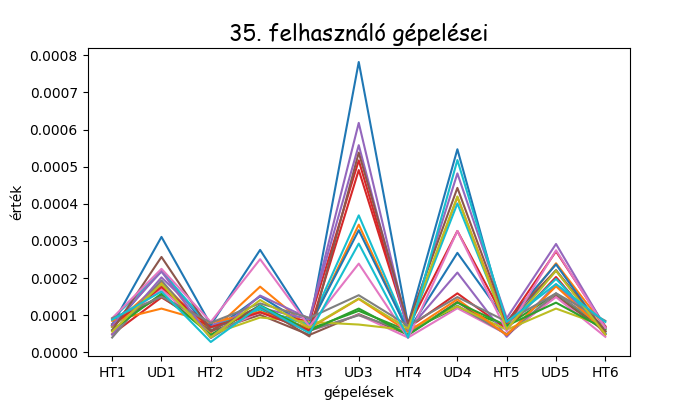 35. felhasználó gépelései
0.0008
0.0007
0.0006
0.0005
0.0004
0.0003
0.0002
0.0001
0.0000
érték
HT1 UD1 HT2 UD2 HT3 UD3 HT4 UD4 HT5 UD5 HT6
gépelések